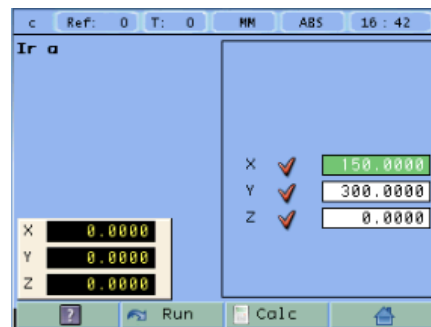 c Ref: 0 T: 0 MM ABS 16 : 42
Ir a
X 150.0000
Y 300.0000
Z 0.0000
X 0.0000
Y 0.0000
Z 0.0000
? Run Calc